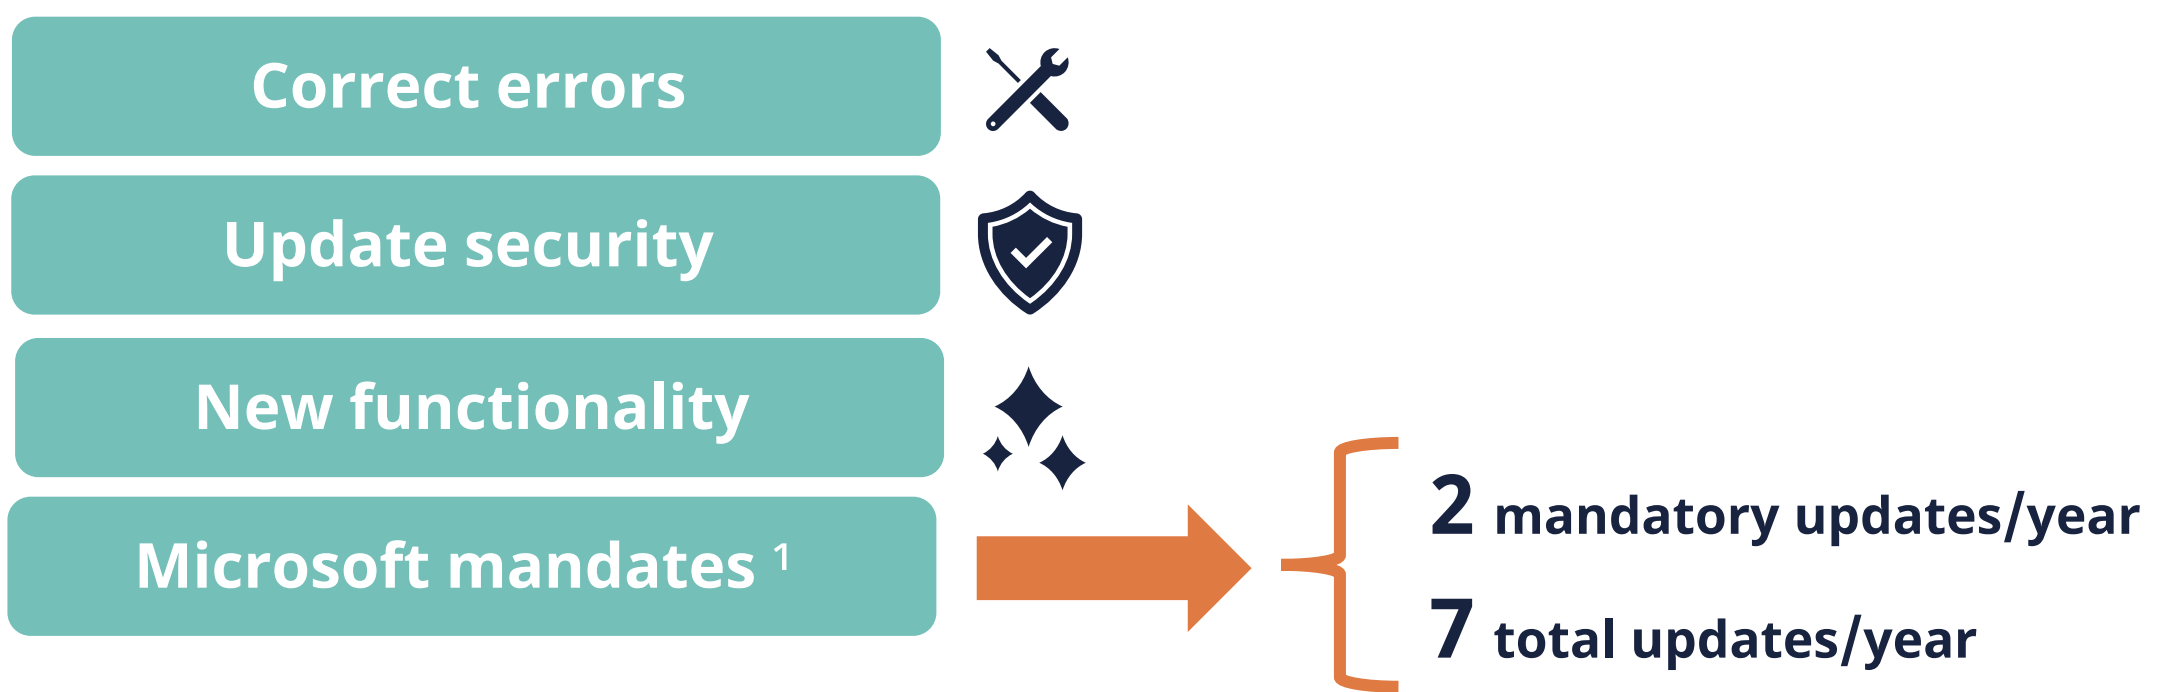 Correct errors
Update security
New functionality
Microsoft mandates ¹
2 mandatory updates/year
7 total updates/year